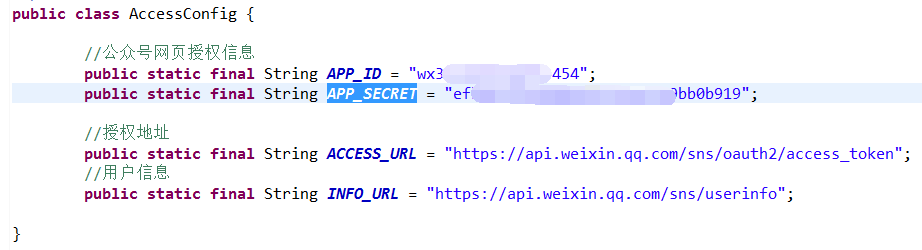 public class AccessConfig {
//公众号网页授权信息
public static final String APP_ID = "wx3 454";
public static final String APP_SECRET = "ef 9bb0b919";
//授权地址
public static final String ACCESS_URL = "https://api.weixin.qq.com/sns/oauth2/access_token";
//用户信息
public static final String INFO_URL = "https://api.weixin.qq.com/sns/userinfo";
}